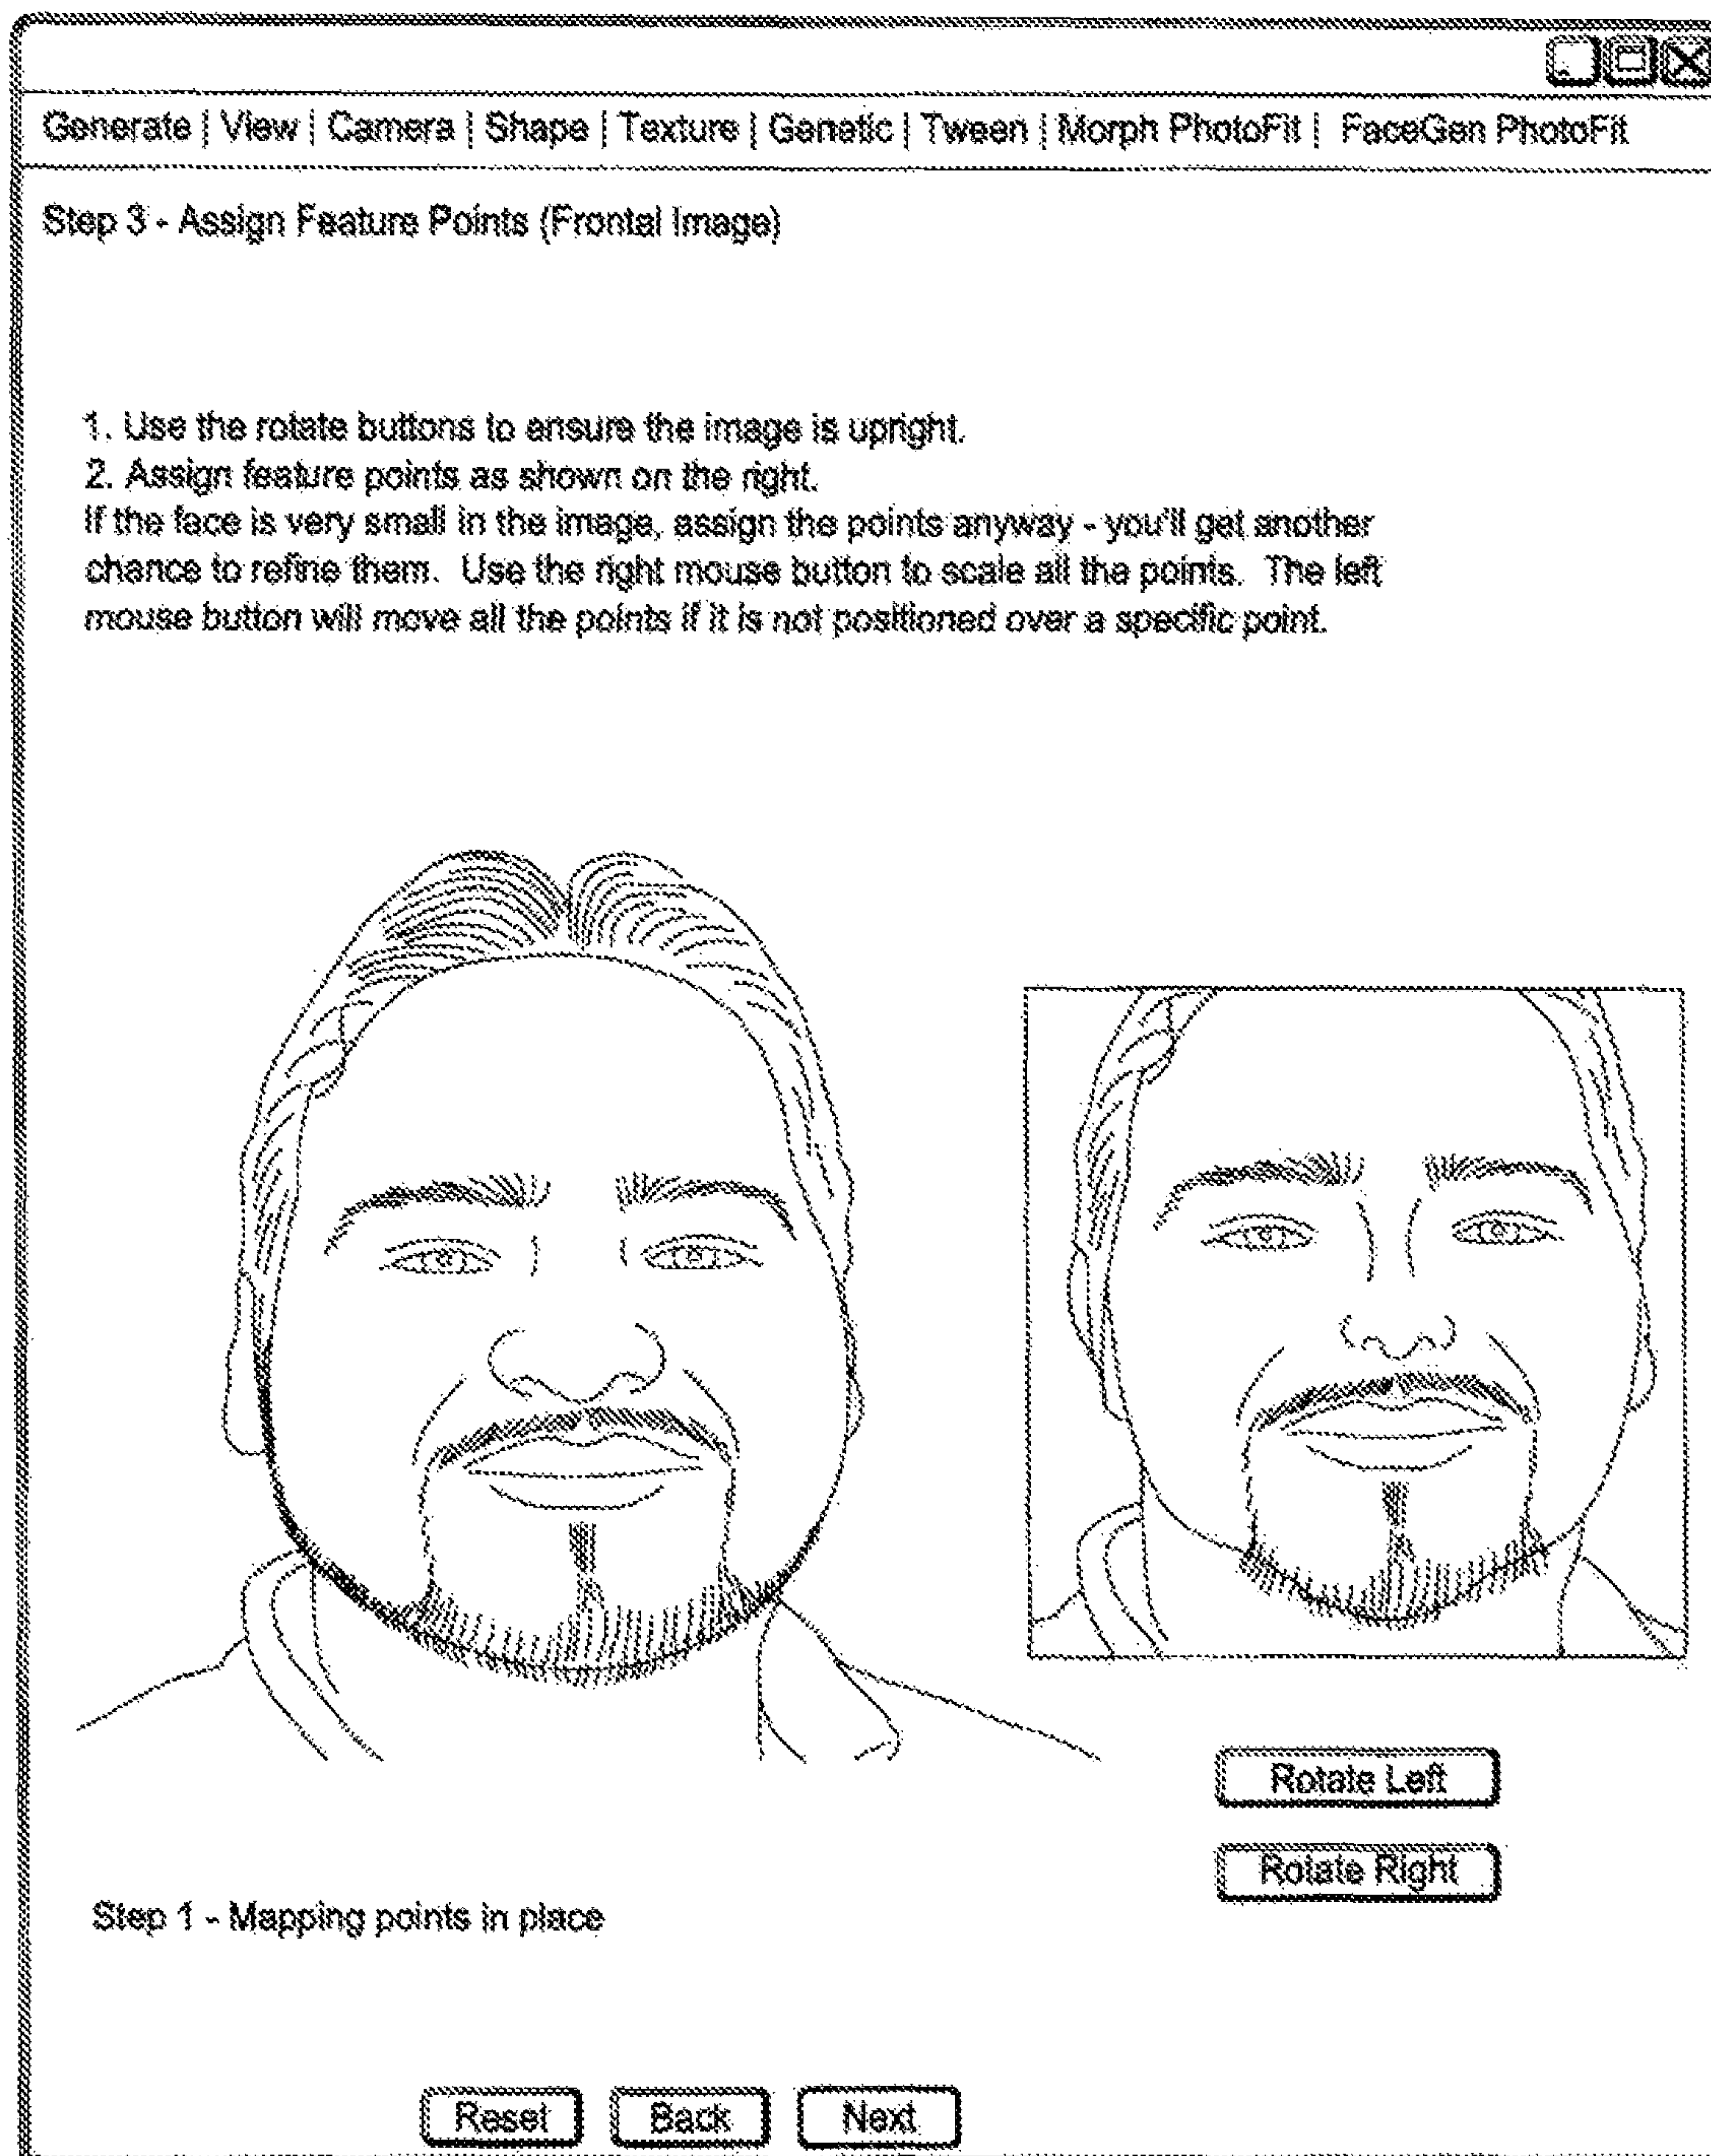 Generate | View | Camera | Shape | Texture | Genetic | Tween | Morph PhotoFit | FaceGen PhotoFit
Step 3 - Assign Feature Points (Frontal Image)
1. Use the rotate buttons to ensure the image is upright.
2. Assign feature points as shown on the right.
If the face is very small in the image, assign the points anyway - you'll get another
chance to refine them. Use the right mouse button to scale all the points. The left
mouse button will move all the points if it is not positioned over a specific point.
Rotate Left
Rotate Right
Step 1 - Mapping points in place
Reset Back Next